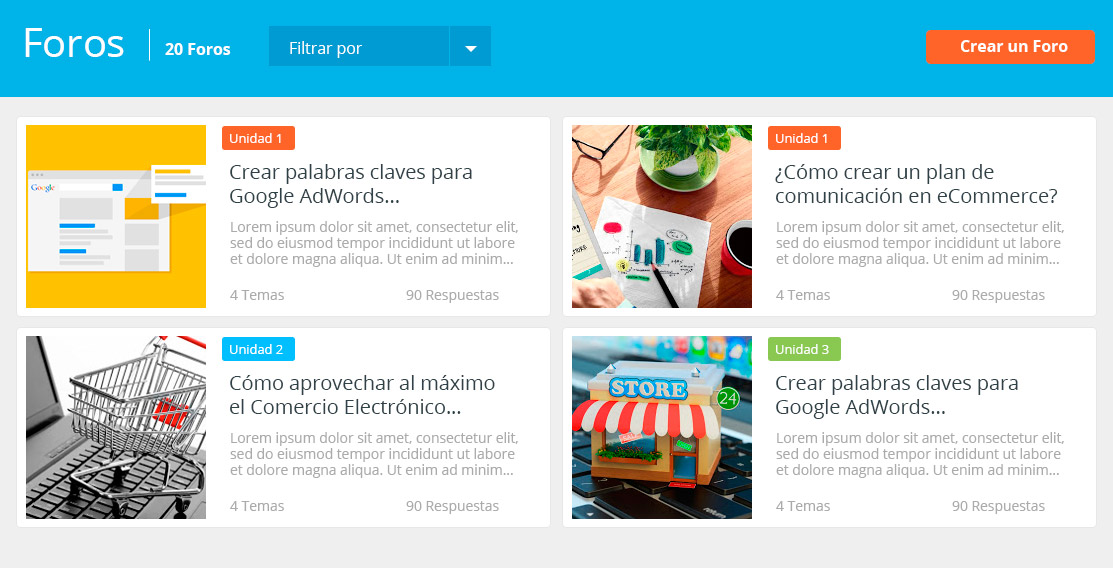 Foros
20 Foros
Filtrar por
Crear un Foro
Google
Unidad 1
Crear palabras claves para
Google AdWords...
Lorem ipsum dolor sit amet, consectetur elit,
sed do eiusmod tempor incididunt ut labore
et dolore magna aliqua. Ut enim ad minim...
4 Temas
90 Respuestas
Unidad 1
¿Cómo crear un plan de
comunicación en eCommerce?
Lorem ipsum dolor sit amet, consectetur elit,
sed do eiusmod tempor incididunt ut labore
et dolore magna aliqua. Ut enim ad minim...
4 Temas
90 Respuestas
Unidad 2
Cómo aprovechar al máximo
el Comercio Electrónico...
Lorem ipsum dolor sit amet, consectetur elit,
sed do eiusmod tempor incididunt ut labore
et dolore magna aliqua. Ut enim ad minim...
4 Temas
90 Respuestas
STORE
24
Unidad 3
Crear palabras claves para
Google AdWords...
Lorem ipsum dolor sit amet, consectetur elit,
sed do eiusmod tempor incididunt ut labore
et dolore magna aliqua. Ut enim ad minim...
4 Temas
90 Respuestas